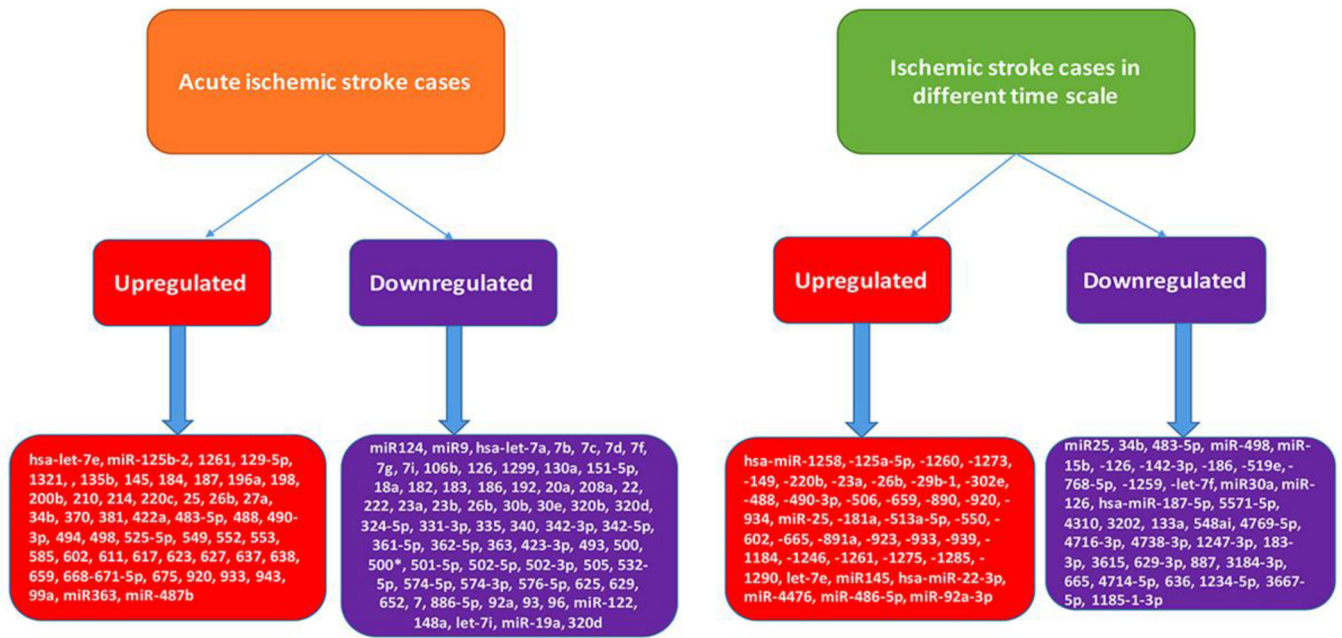 Acute ischemic stroke cases
Ischemic stroke cases in
different time scale
Upregulated
Downregulated
Upregulated
Downregulated
hsa-let-7e, miR-125b-2, 1261, 129-5p,
1321, , 135b, 145, 184, 187, 196a, 198,
200b, 210, 214, 220c, 25, 26b, 27a,
34b, 370, 381, 422a, 483-5p, 488, 490-
3p, 494, 498, 525-5p, 549, 552, 553,
585, 602, 611, 617, 623, 627, 637, 638,
659, 668-671-5p, 675, 920, 933, 943,
99a, miR363, miR-487b
miR124, miR9, hsa-let-7a, 7b, 7c, 7d, 7f,
7g, 7i, 106b, 126, 1299, 130a, 151-5p,
18a, 182, 183, 186, 192, 20a, 208a, 22,
222, 23a, 23b, 26b, 30b, 30e, 320b, 320d,
324-5p, 331-3p, 335, 340, 342-3p, 342-5p,
361-5p, 362-5p, 363, 423-3p, 493, 500,
500*, 501-5p, 502-5p, 502-3p, 505, 532-
5p, 574-5p, 574-3p, 576-5p, 625, 629,
652, 7, 886-5p, 92a, 93, 96, miR-122,
148a, let-7i, miR-19a, 320d
hsa-miR-1258, -125a-5p, -1260, -1273,
-149, -220b, -23a, -26b, -29b-1, -302e,
-488, -490-3p, -506, -659, -890, -920, -
934, miR-25, -181a, -513a-5p, -550, -
602, -665, -891a, -923, -933, -939, -
1184, -1246, -1261, -1275, -1285, -
1290, let-7e, miR145, hsa-miR-22-3p,
miR-4476, miR-486-5p, miR-92a-3p
miR25, 34b, 483-5p, miR-498, miR-
15b, -126, -142-3p, -186, -519e, -
768-5p, -1259, -let-7f, miR30a, miR-
126, hsa-miR-187-5p, 5571-5p,
4310, 3202, 133a, 548ai, 4769-5p,
4716-3p, 4738-3p, 1247-3p, 183-
3p, 3615, 629-3p, 887, 3184-3p,
665, 4714-5p, 636, 1234-5p, 3667-
5p, 1185-1-3p